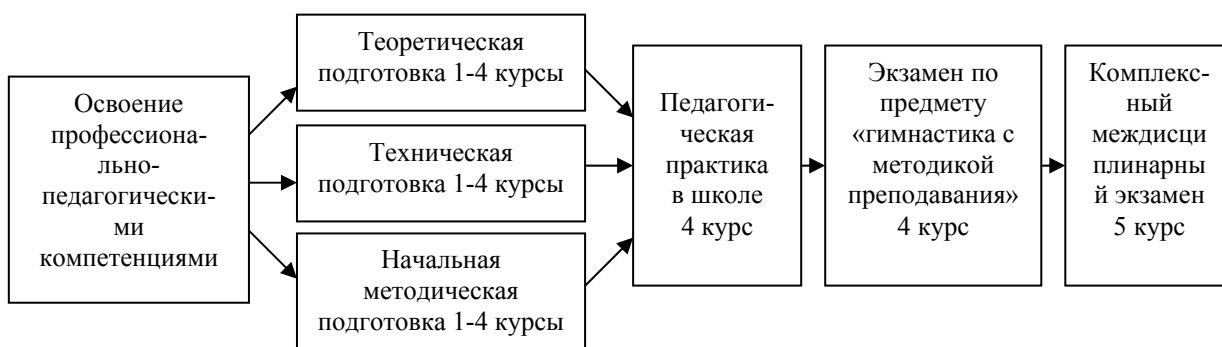 Освоение
профессиона-
льно-
педагогически-
ми
компетенциями
Теоретическая
подготовка 1-4 курсы
Техническая
подготовка 1-4 курсы
Начальная
методическая
подготовка 1-4 курсы
Педагоги-
ческая
практика
в школе
4 курс
Экзамен по
предмету
«гимнастика с
методикой
преподавания»
4 курс
Комплекс-
ный
междисци
плинарны
й экзамен
5 курс